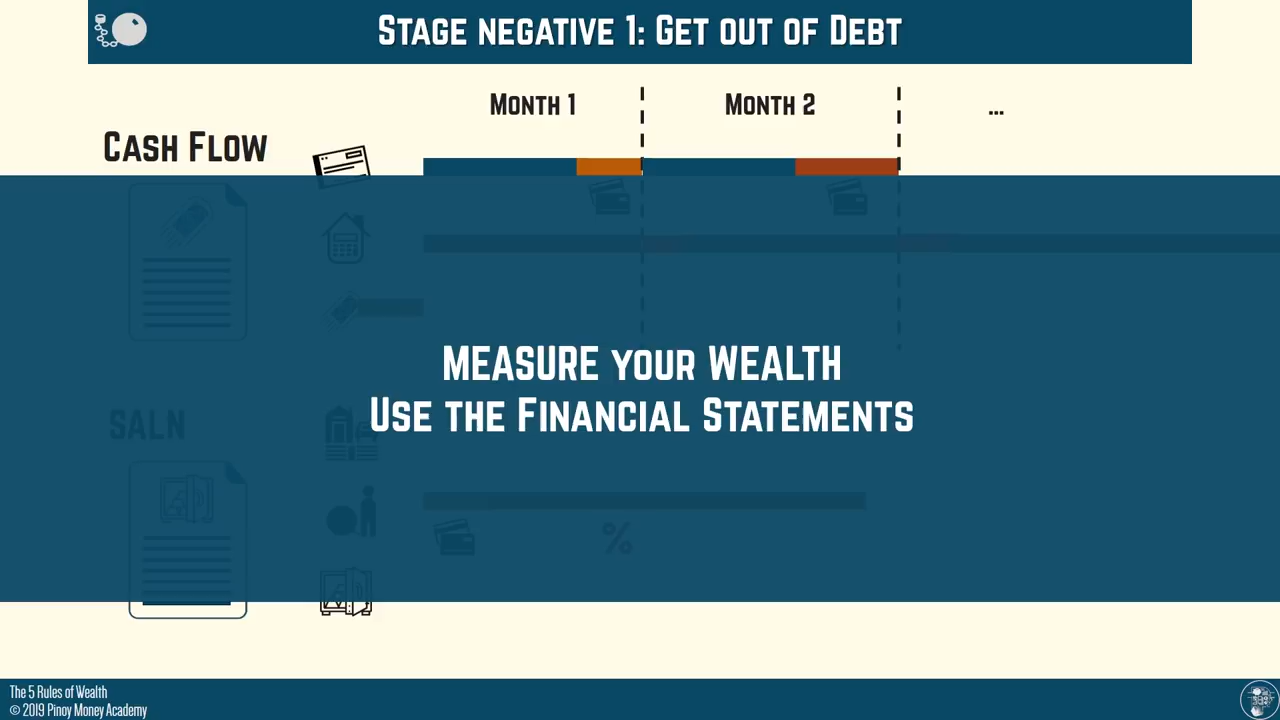 Stage negative 1: Get out of Debt
Month 1
Month 2
...
Cash Flow
MEASURE your WEALTH
Use the Financial Statements
SALN
%
The 5 Rules of Wealth
© 2019 Pinoy Money Academy